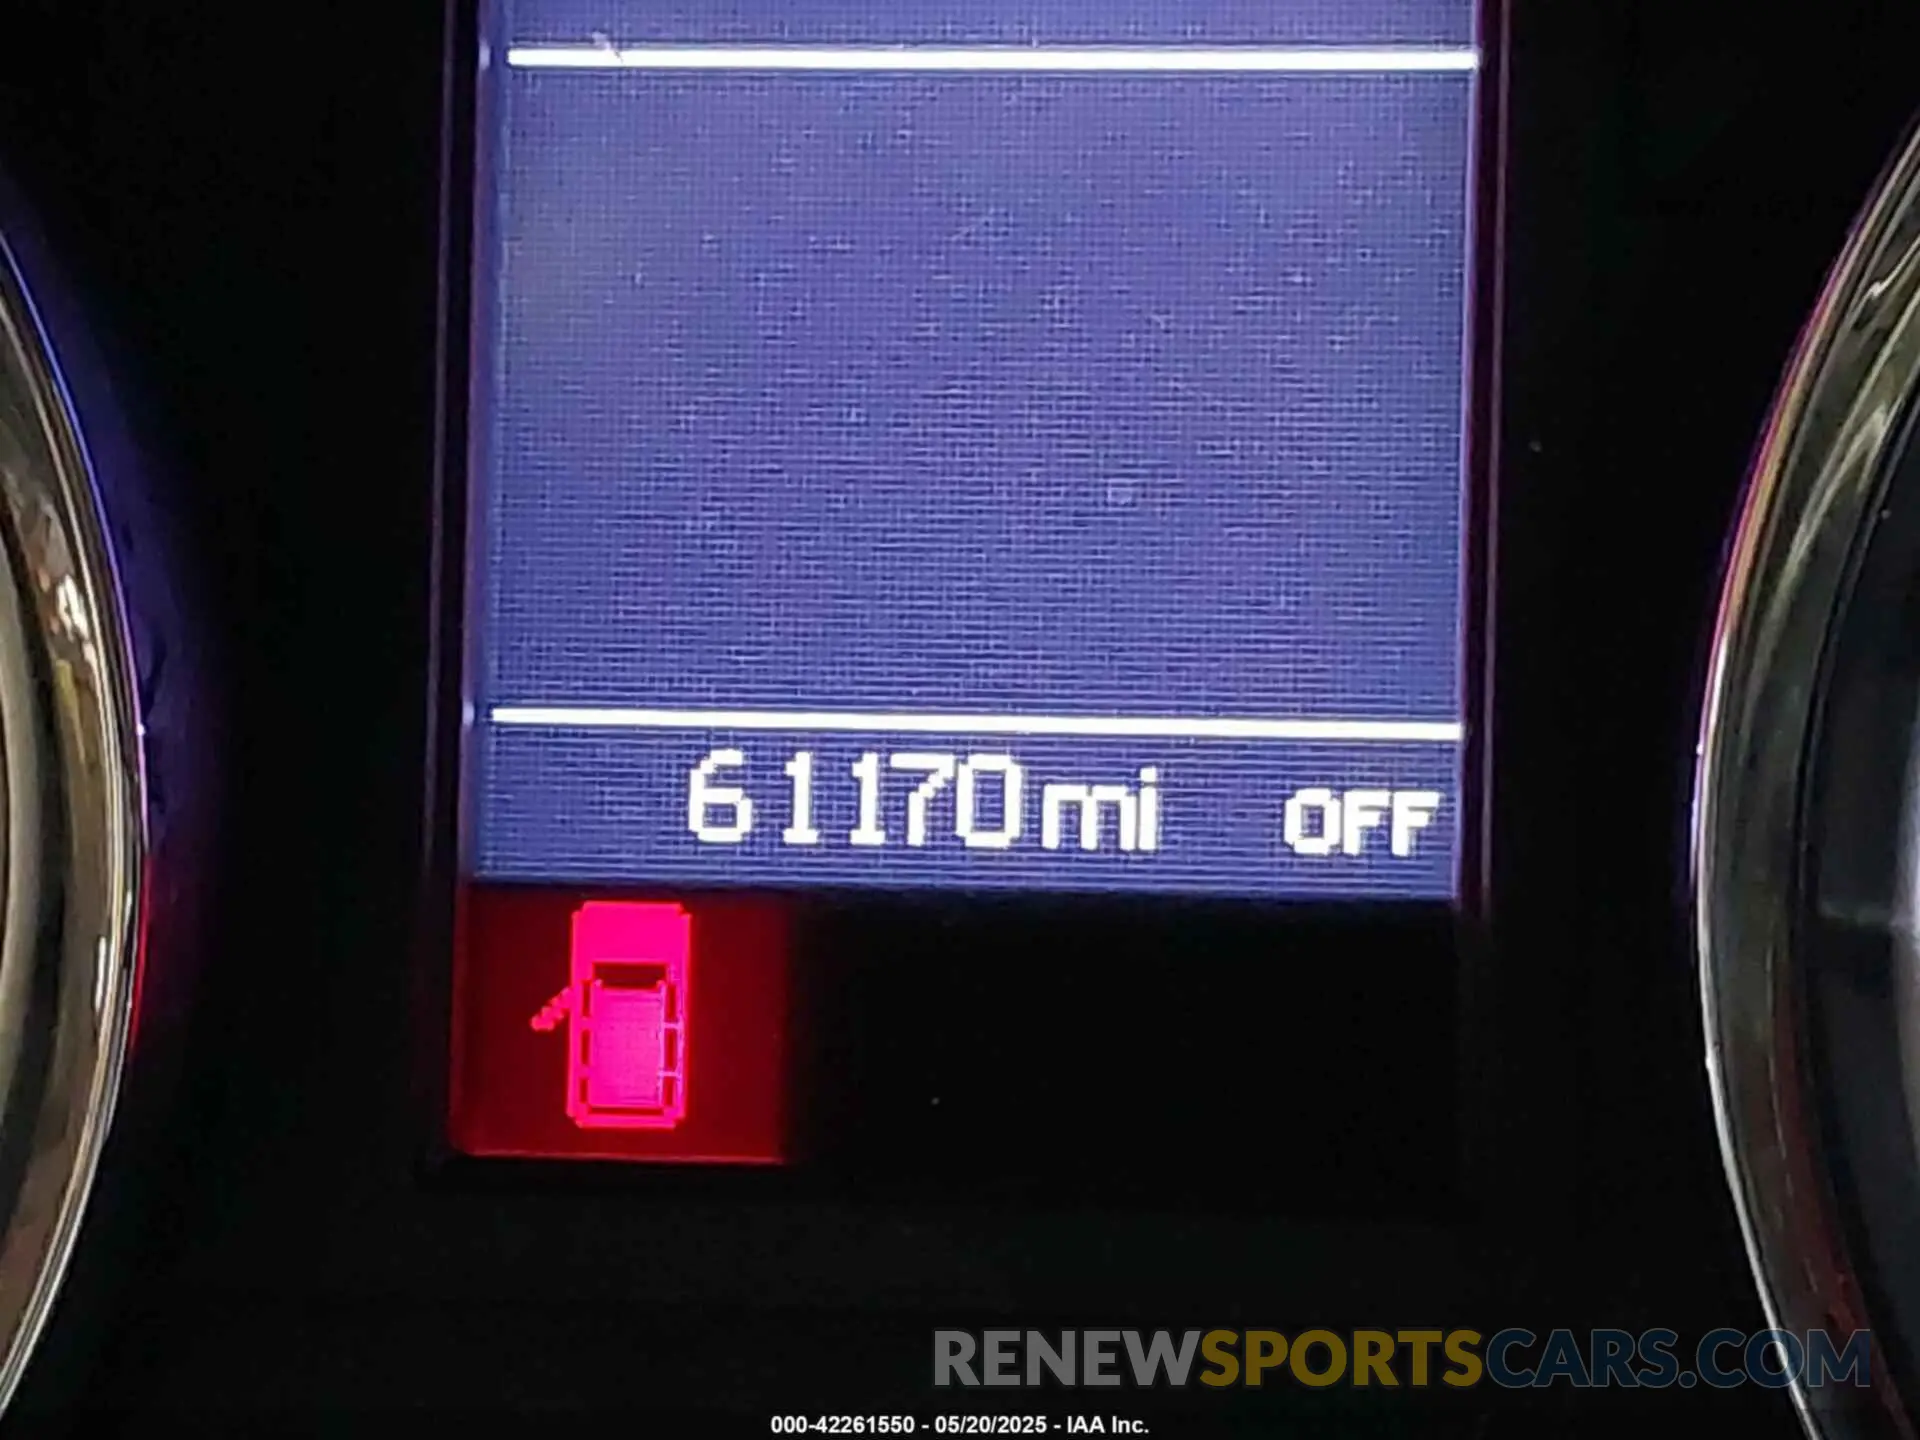 61170mi OFF
RENEWSPORTSCARS.COM
000-42261550 - 05/20/2025 - IAA Inc.